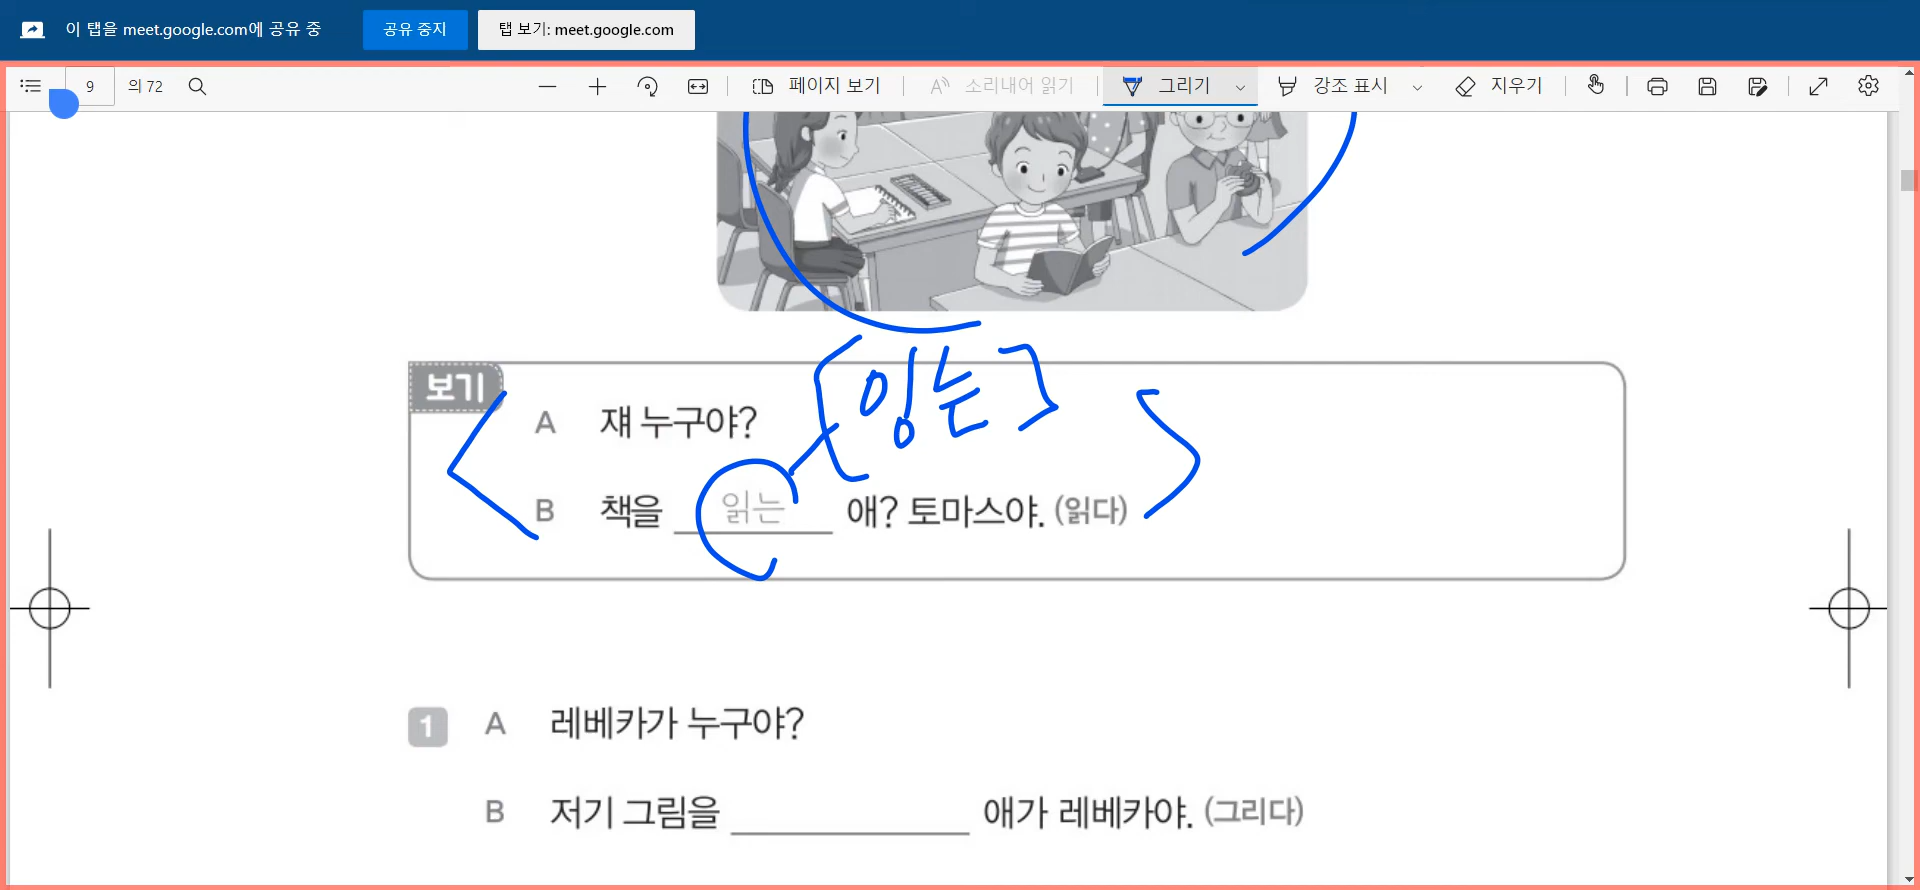 이 탭을 meet.google.com에 공유 중 공유 중지 탭 보기: meet.google.com
9 의 72 페이지 보기 소리내어 읽기 그리기 강조 표시 지우기
[잉는]
보기
A 쟤 누구야?
B 책을 읽는 애? 토마스야. (읽다)
1 A 레베카가 누구야?
B 저기 그림을 ____________ 애가 레베카야. (그리다)